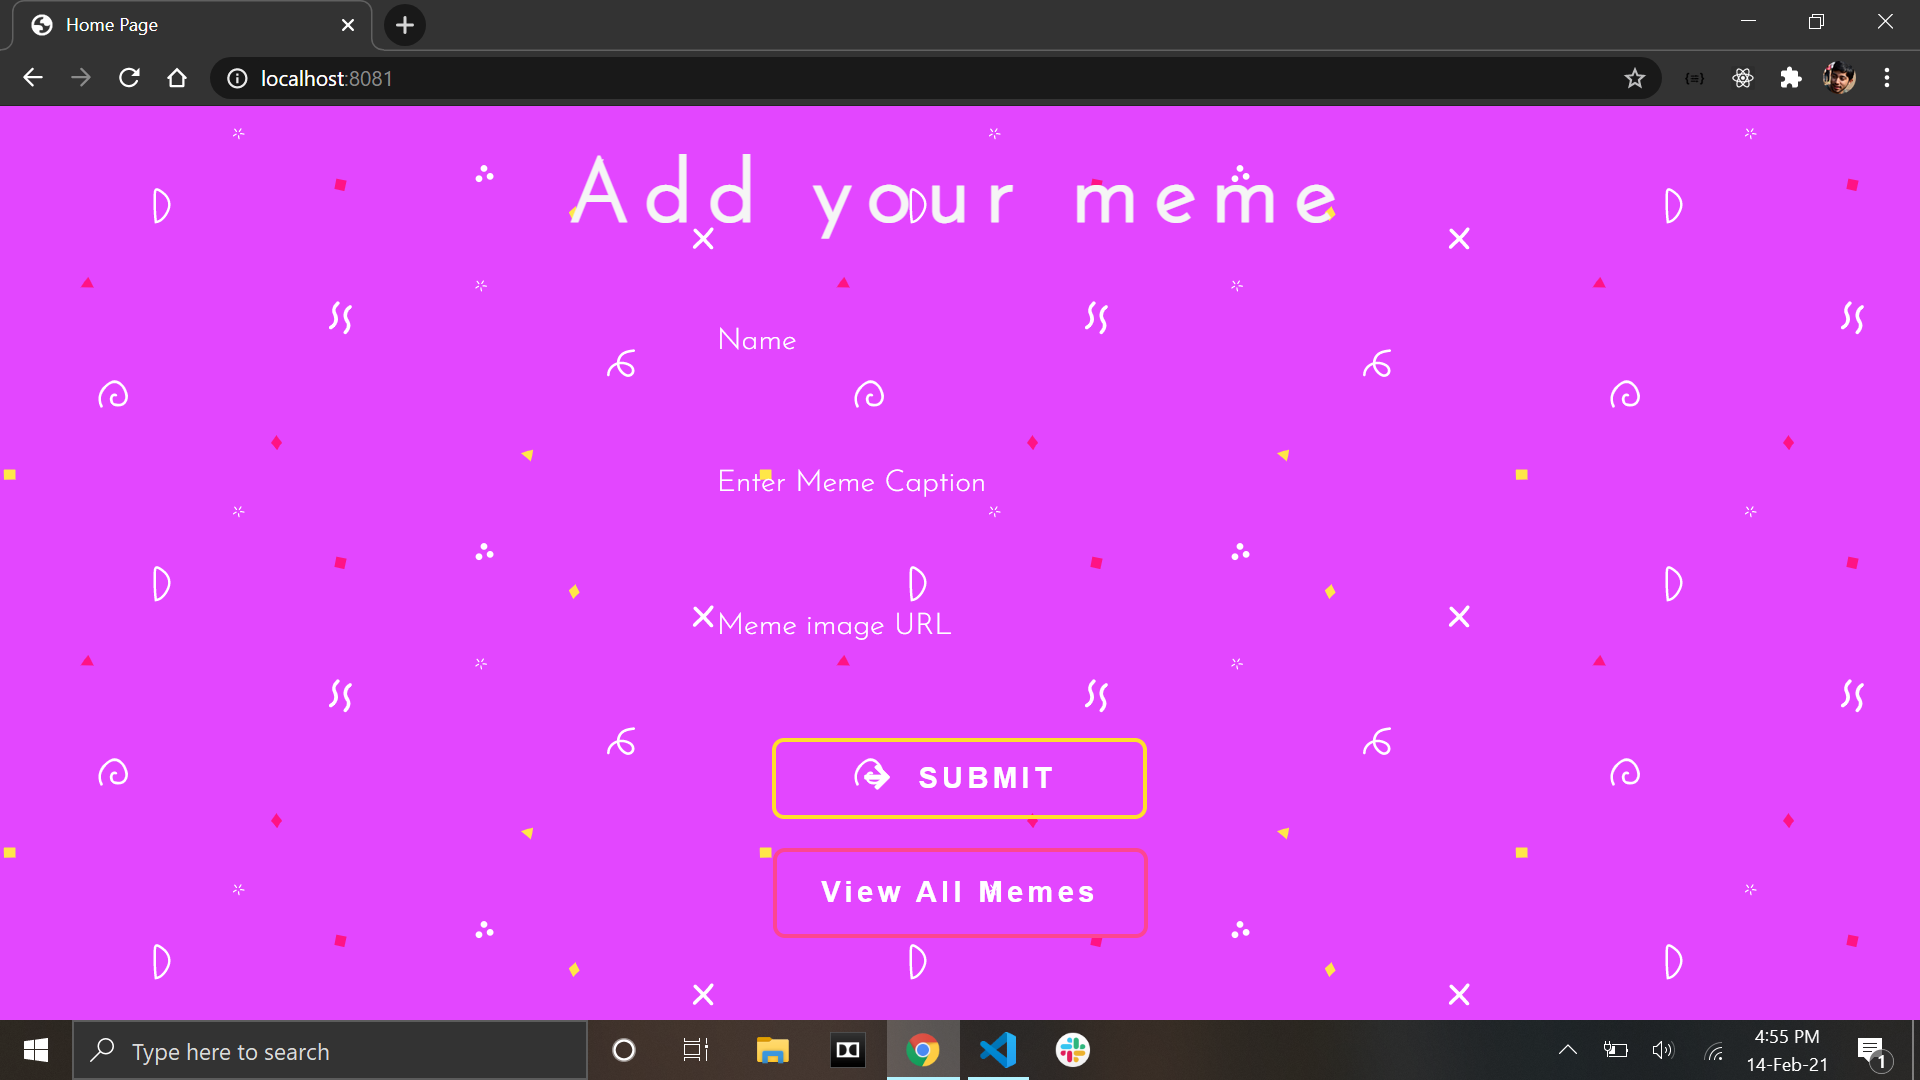 Home Page
localhost:8081
Add your meme
Name
Enter Meme Caption
Meme image URL
SUBMIT
View All Memes
Type here to search
4:55 PM
14-Feb-21
1